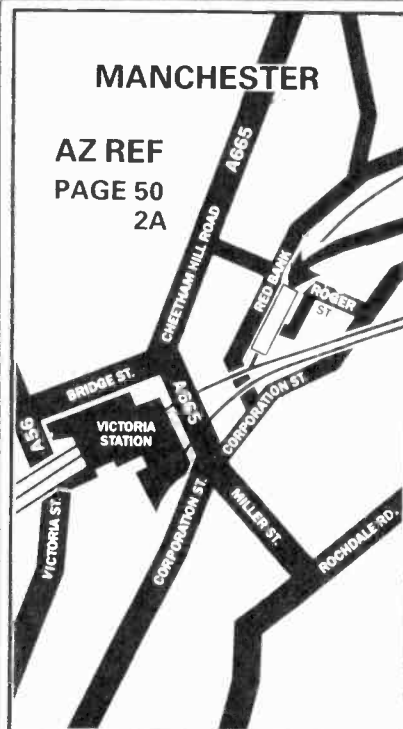 MANCHESTER
AZ REF
PAGE 50
2A
A665
CHEETHAM HILL ROAD
RED BANK
ROGER
ST
BRIDGE ST.
A665
A56
VICTORIA
STATION
CORPORATION ST.
VICTORIA ST.
CORPORATION ST.
MILLER ST.
ROCHDALE RD.